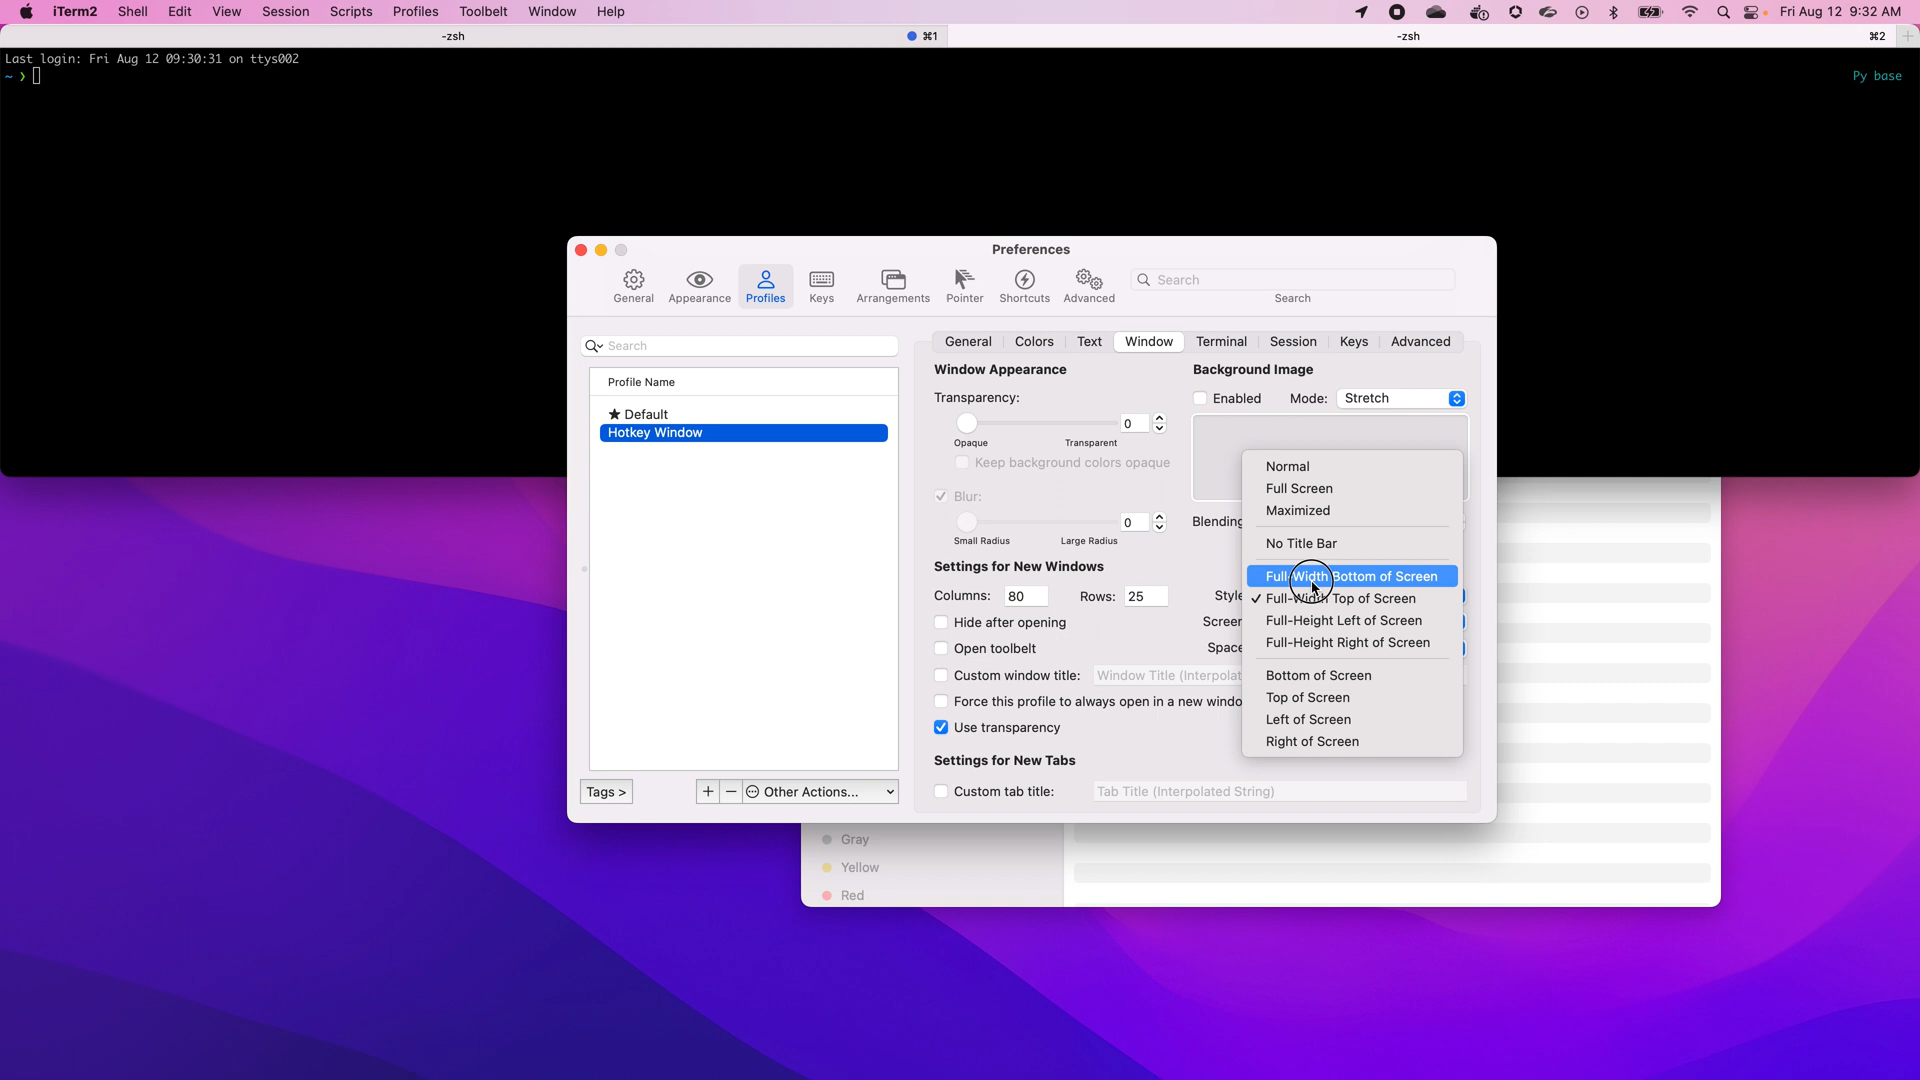 iTerm2 Shell Edit View Session Scripts Profiles Toolbelt Window Help Fri Aug 12 9:32 AM
-zsh ⌘1 -zsh ⌘2 +
Last login: Fri Aug 12 09:30:31 on ttys002
~ ❯ Py base
Preferences
General Appearance Profiles Keys Arrangements Pointer Shortcuts Advanced Search
Search
Search
General Colors Text Window Terminal Session Keys Advanced
Profile Name
★ Default
Hotkey Window
Tags > + − Other Actions...
Window Appearance
Transparency:
0
Opaque Transparent
Keep background colors opaque
Blur:
0
Small Radius Large Radius
Background Image
Enabled Mode: Stretch
Blending
Settings for New Windows
Columns: 80 Rows: 25 Style
Hide after opening Screen
Open toolbelt Space
Custom window title: Window Title (Interpolat
Force this profile to always open in a new windo
Use transparency
Settings for New Tabs
Custom tab title: Tab Title (Interpolated String)
Normal
Full Screen
Maximized
No Title Bar
Full-Width Bottom of Screen
✓ Full-Width Top of Screen
Full-Height Left of Screen
Full-Height Right of Screen
Bottom of Screen
Top of Screen
Left of Screen
Right of Screen
Gray
Yellow
Red